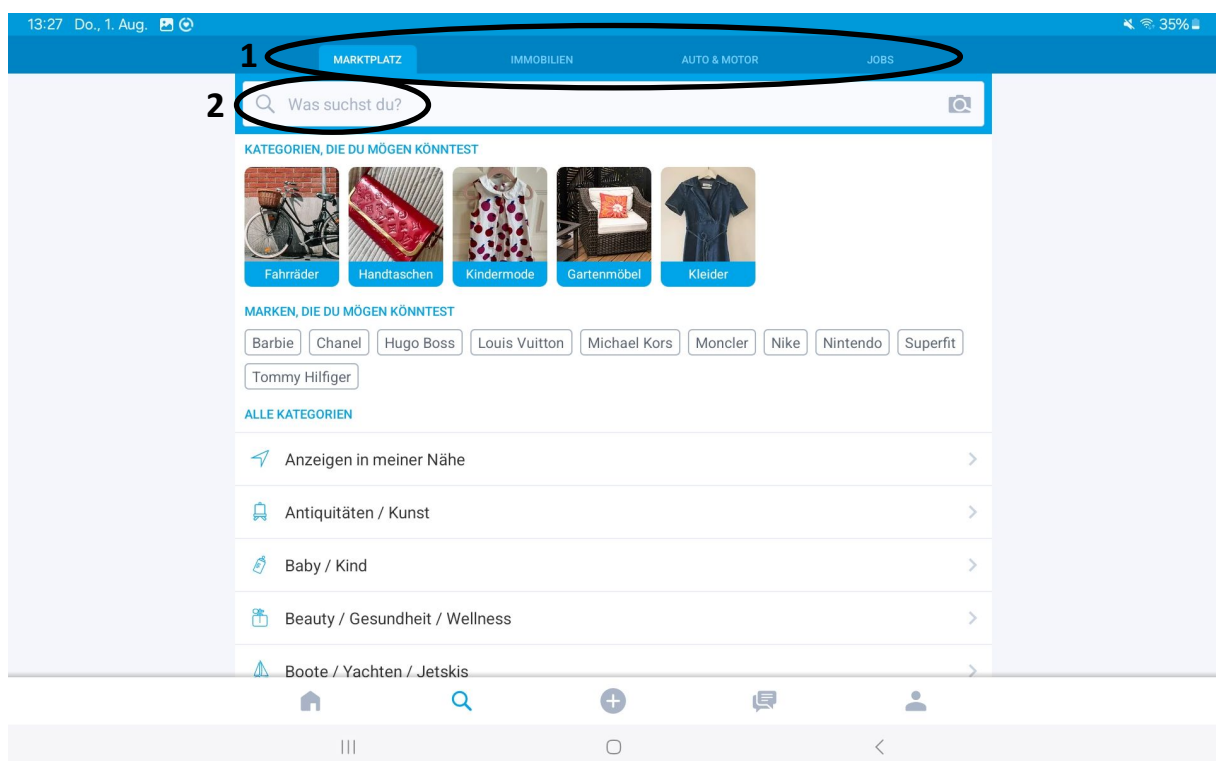 13:27 Do., 1. Aug. 35%
1 MARKTPLATZ IMMOBILIEN AUTO & MOTOR JOBS
2 Was suchst du?
KATEGORIEN, DIE DU MÖGEN KÖNNTEST
Fahrräder Handtaschen Kindermode Gartenmöbel Kleider
MARKEN, DIE DU MÖGEN KÖNNTEST
Barbie Chanel Hugo Boss Louis Vuitton Michael Kors Moncler Nike Nintendo Superfit
Tommy Hilfiger
ALLE KATEGORIEN
Anzeigen in meiner Nähe
Antiquitäten / Kunst
Baby / Kind
Beauty / Gesundheit / Wellness
Boote / Yachten / Jetskis